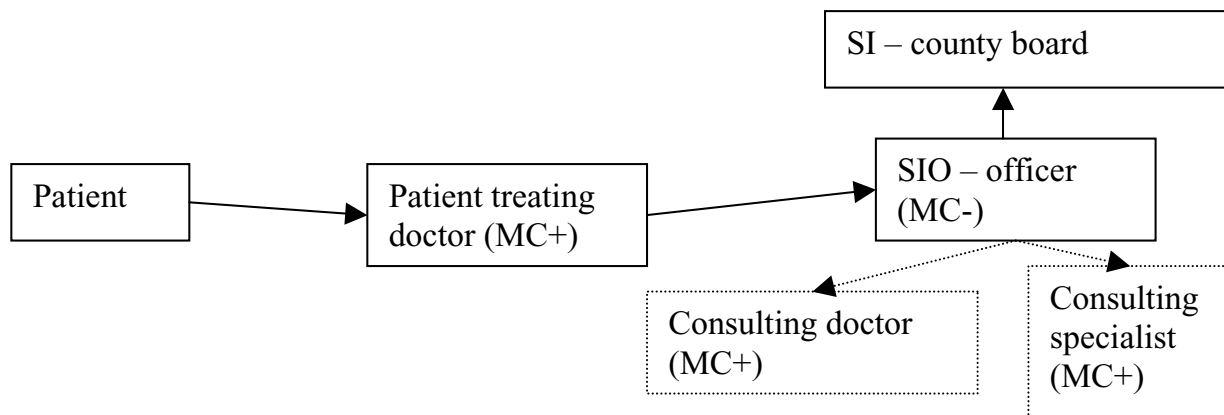 SI – county board
Patient
Patient treating
doctor (MC+)
SIO – officer
(MC-)
Consulting doctor
(MC+)
Consulting
specialist
(MC+)